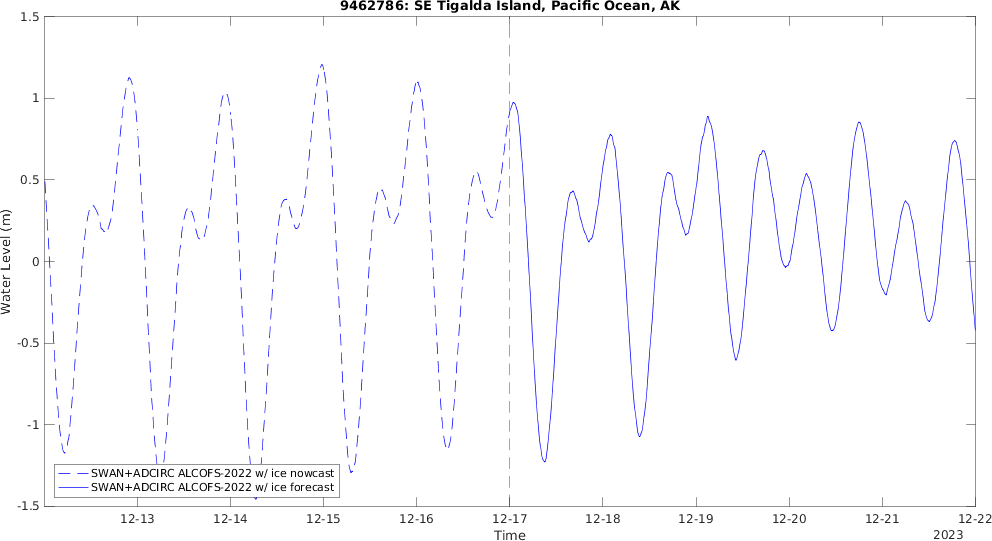 9462786: SE Tigalda Island, Pacific Ocean, AK
1.5
1
0.5
0
-0.5
-1
-1.5
Water Level (m)
SWAN+ADCIRC ALCOFS-2022 w/ ice nowcast
SWAN+ADCIRC ALCOFS-2022 w/ ice forecast
12-13 12-14 12-15 12-16 12-17 12-18 12-19 12-20 12-21 12-22
Time
2023